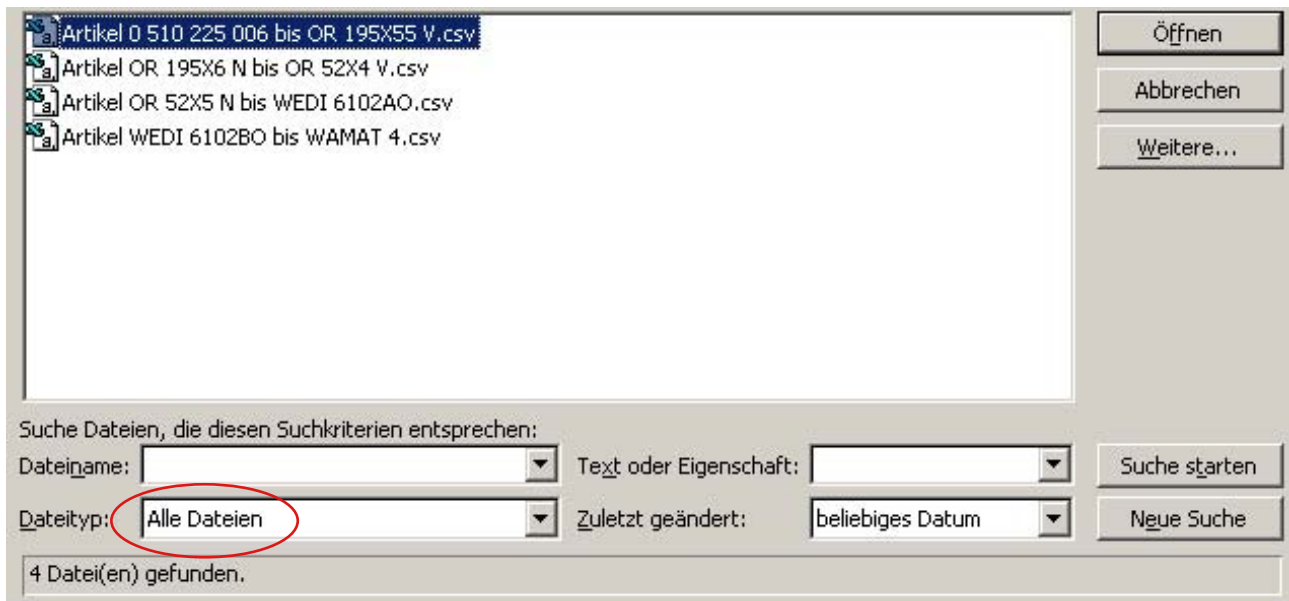 Artikel 0 510 225 006 bis OR 195X55 V.csv
Artikel OR 195X6 N bis OR 52X4 V.csv
Artikel OR 52X5 N bis WEDI 6102AO.csv
Artikel WEDI 6102BO bis WAMAT 4.csv
Öffnen
Abbrechen
Weitere...
Suche Dateien, die diesen Suchkriterien entsprechen:
Dateiname: Text oder Eigenschaft: Suche starten
Dateityp: Alle Dateien Zuletzt geändert: beliebiges Datum Neue Suche
4 Datei(en) gefunden.